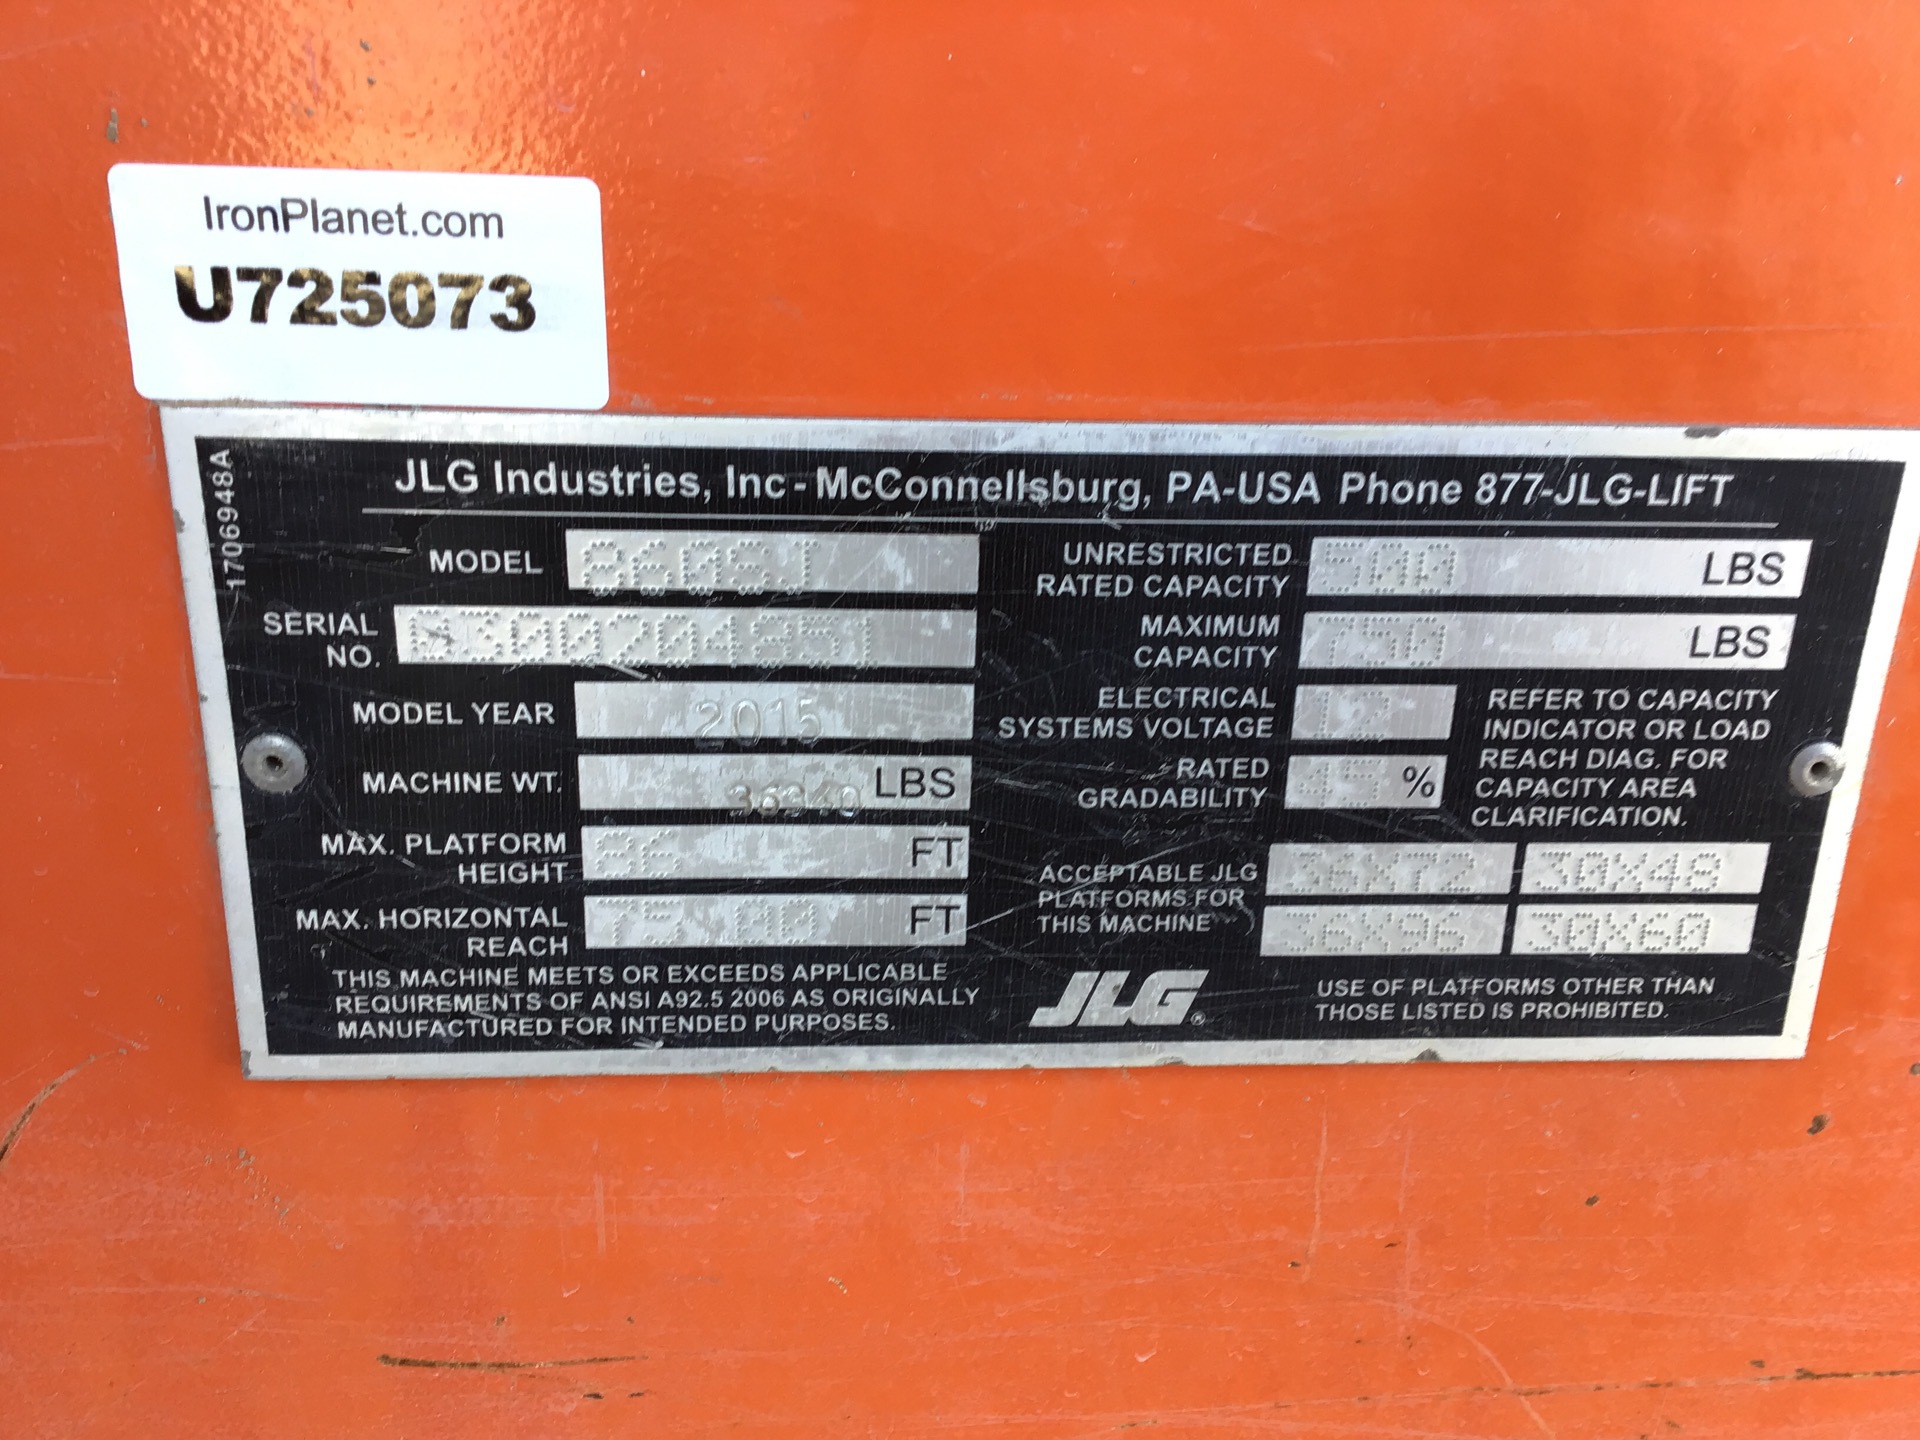 IronPlanet.com
U725073
1706948A
JLG Industries, Inc - McConnellsburg, PA-USA Phone 877-JLG-LIFT
MODEL 860SJ
SERIAL NO. 0300204851
MODEL YEAR 2015
MACHINE WT. 36340 LBS
MAX. PLATFORM HEIGHT 86 FT
MAX. HORIZONTAL REACH 75.00 FT
THIS MACHINE MEETS OR EXCEEDS APPLICABLE
REQUIREMENTS OF ANSI A92.5 2006 AS ORIGINALLY
MANUFACTURED FOR INTENDED PURPOSES.
UNRESTRICTED RATED CAPACITY 500 LBS
MAXIMUM CAPACITY 750 LBS
ELECTRICAL SYSTEMS VOLTAGE 12
RATED GRADABILITY 45 %
REFER TO CAPACITY
INDICATOR OR LOAD
REACH DIAG. FOR
CAPACITY AREA
CLARIFICATION.
ACCEPTABLE JLG
PLATFORMS FOR
THIS MACHINE
36X72 30X48
36X96 30X60
JLG®
USE OF PLATFORMS OTHER THAN
THOSE LISTED IS PROHIBITED.